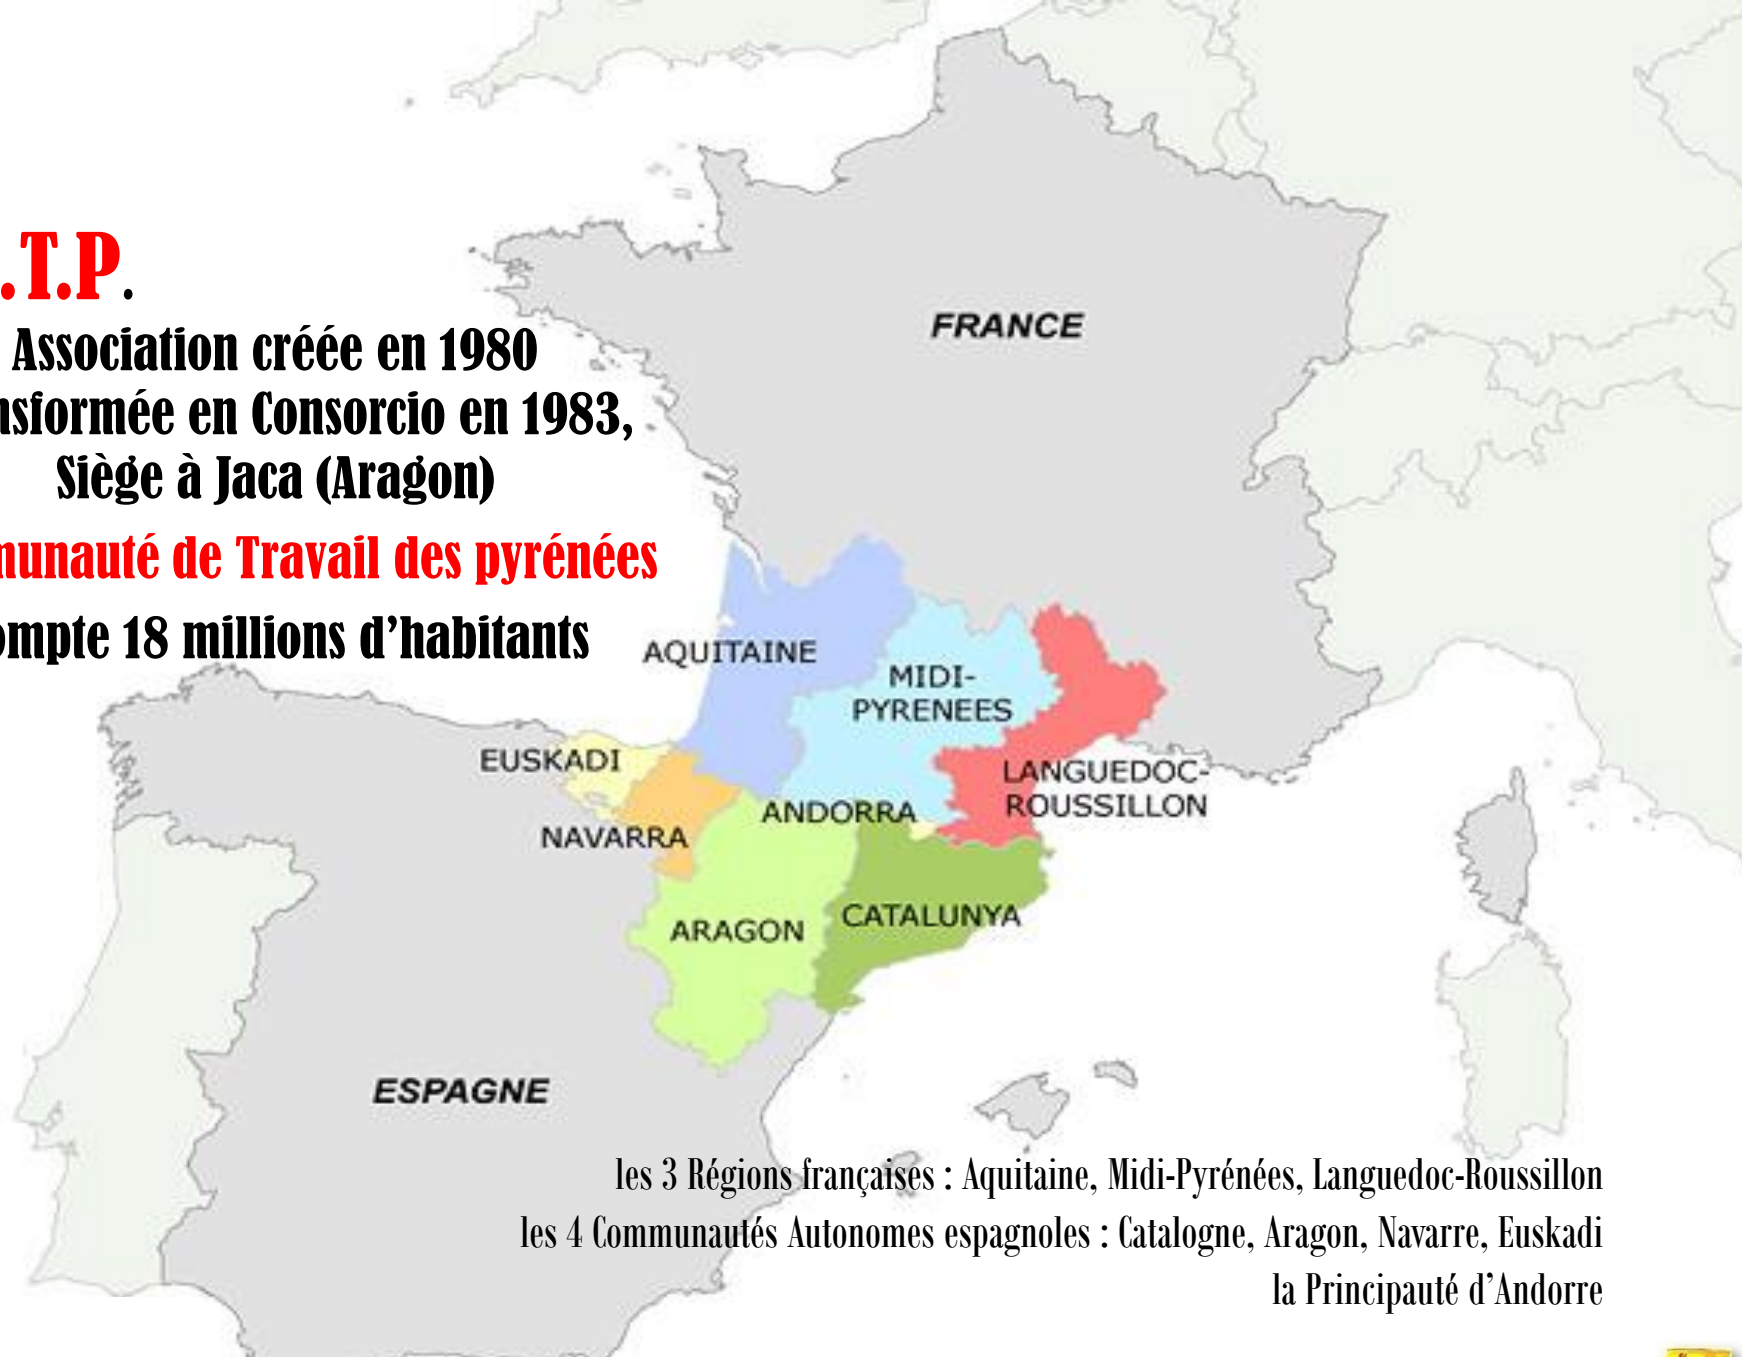 .T.P.
Association créée en 1980
nsformée en Consorcio en 1983,
Siège à Jaca (Aragon)
munauté de Travail des pyrénées
ompte 18 millions d’habitants
FRANCE
AQUITAINE
MIDI-
PYRENEES
EUSKADI
LANGUEDOC-
ROUSSILLON
ANDORRA
NAVARRA
CATALUNYA
ARAGON
ESPAGNE
les 3 Régions françaises : Aquitaine, Midi-Pyrénées, Languedoc-Roussillon
les 4 Communautés Autonomes espagnoles : Catalogne, Aragon, Navarre, Euskadi
la Principauté d’Andorre